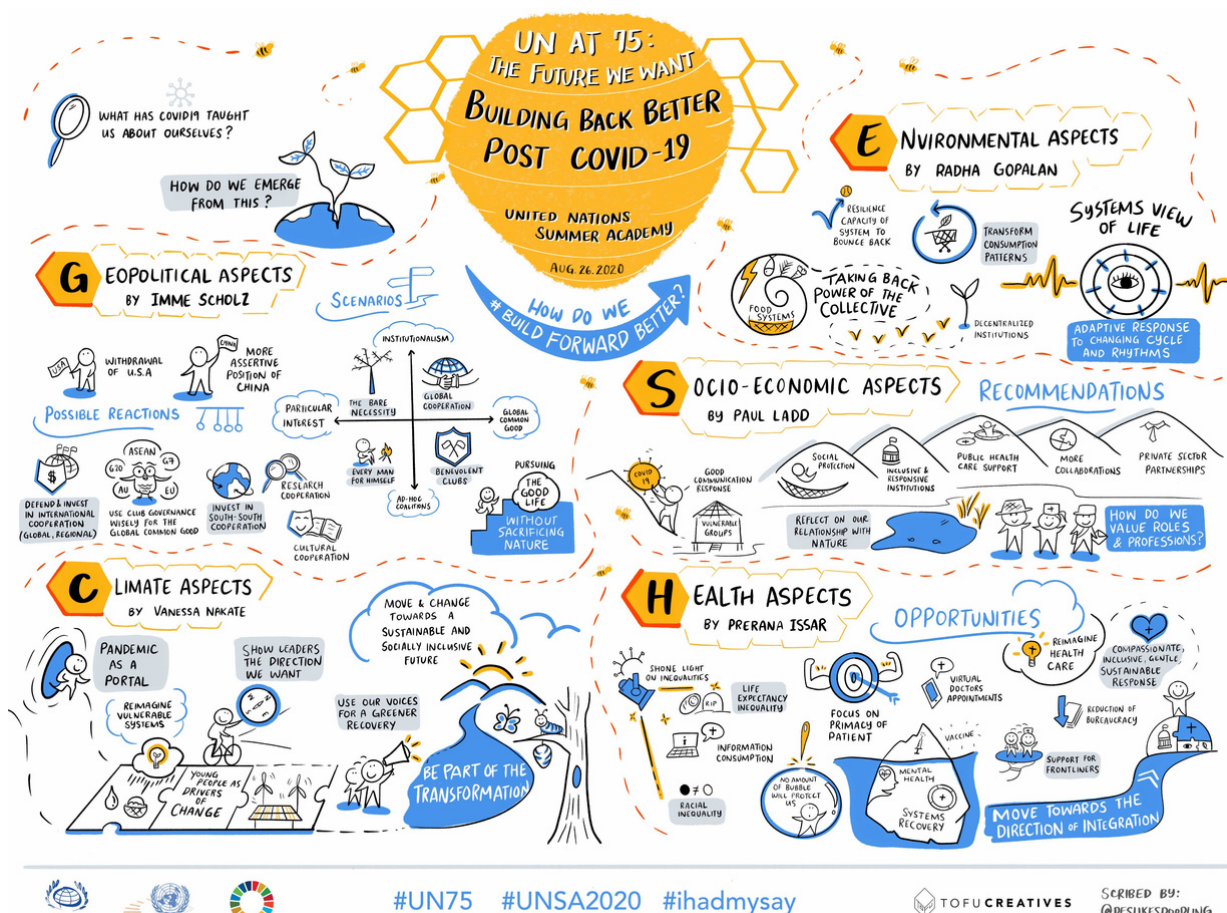 UN AT 75:
THE FUTURE WE WANT
BUILDING BACK BETTER
POST COVID-19
UNITED NATIONS
SUMMER ACADEMY
AUG. 26. 2020
HOW DO WE
#BUILD FORWARD BETTER?
WHAT HAS COVID19 TAUGHT
US ABOUT OURSELVES?
HOW DO WE EMERGE
FROM THIS?
GEOPOLITICAL ASPECTS
BY IMME SCHOLZ
SCENARIOS
USA
WITHDRAWAL
OF U.S.A
CHINA
MORE
ASSERTIVE
POSITION OF
CHINA
POSSIBLE REACTIONS
$
DEFEND & INVEST
IN INTERNATIONAL
COOPERATION
(GLOBAL, REGIONAL)
ASEAN
G20
G7
AU
EU
USE CLUB GOVERNANCE
WISELY FOR THE
GLOBAL COMMON GOOD
INVEST IN
SOUTH-SOUTH
COOPERATION
RESEARCH
COOPERATION
CULTURAL
COOPERATION
INSTITUTIONALISM
THE BARE
NECESSITY
GLOBAL
COOPERATION
PARTICULAR
INTEREST
GLOBAL
COMMON
GOOD
EVERY MAN
FOR HIMSELF
BENEVOLENT
CLUBS
AD-HOC
COALITIONS
PURSUING
THE GOOD
LIFE
WITHOUT
SACRIFICING
NATURE
CLIMATE ASPECTS
BY VANESSA NAKATE
PANDEMIC
AS A
PORTAL
SHOW LEADERS
THE DIRECTION
WE WANT
REIMAGINE
VULNERABLE
SYSTEMS
YOUNG
PEOPLE AS
DRIVERS
OF
CHANGE
MOVE & CHANGE
TOWARDS A
SUSTAINABLE AND
SOCIALLY INCLUSIVE
FUTURE
USE OUR VOICES
FOR A GREENER
RECOVERY
BE PART OF THE
TRANSFORMATION
ENVIRONMENTAL ASPECTS
BY RADHA GOPALAN
RESILIENCE
CAPACITY OF
SYSTEM TO
BOUNCE BACK
TRANSFORM
CONSUMPTION
PATTERNS
SYSTEMS VIEW
OF LIFE
FOOD
SYSTEMS
TAKING BACK
POWER OF THE
COLLECTIVE
DECENTRALIZED
INSTITUTIONS
ADAPTIVE RESPONSE
TO CHANGING CYCLE
AND RHYTHMS
SOCIO-ECONOMIC ASPECTS
BY PAUL LADD
RECOMMENDATIONS
COVID
19
GOOD
COMMUNICATION
RESPONSE
VULNERABLE
GROUPS
SOCIAL
PROTECTION
INCLUSIVE &
RESPONSIVE
INSTITUTIONS
PUBLIC HEALTH
CARE SUPPORT
MORE
COLLABORATIONS
PRIVATE SECTOR
PARTNERSHIPS
REFLECT ON OUR
RELATIONSHIP WITH
NATURE
HOW DO WE
VALUE ROLES
& PROFESSIONS?
HEALTH ASPECTS
BY PRERANA ISSAR
OPPORTUNITIES
SHONE LIGHT
ON INEQUALITIES
RIP
LIFE
EXPECTANCY
INEQUALITY
INFORMATION
CONSUMPTION
RACIAL
INEQUALITY
FOCUS ON
PRIMACY OF
PATIENT
NO AMOUNT
OF BUBBLE
WILL PROTECT
US
VIRTUAL
DOCTORS
APPOINTMENTS
VACCINE
MENTAL
HEALTH
SYSTEMS
RECOVERY
REIMAGINE
HEALTH
CARE
COMPASSIONATE,
INCLUSIVE, GENTLE,
SUSTAINABLE
RESPONSE
REDUCTION OF
BUREAUCRACY
SUPPORT FOR
FRONTLINERS
MOVE TOWARDS THE
DIRECTION OF INTEGRATION
#UN75 #UNSA2020 #ihadmysay
TOFUCREATIVES
SCRIBED BY: